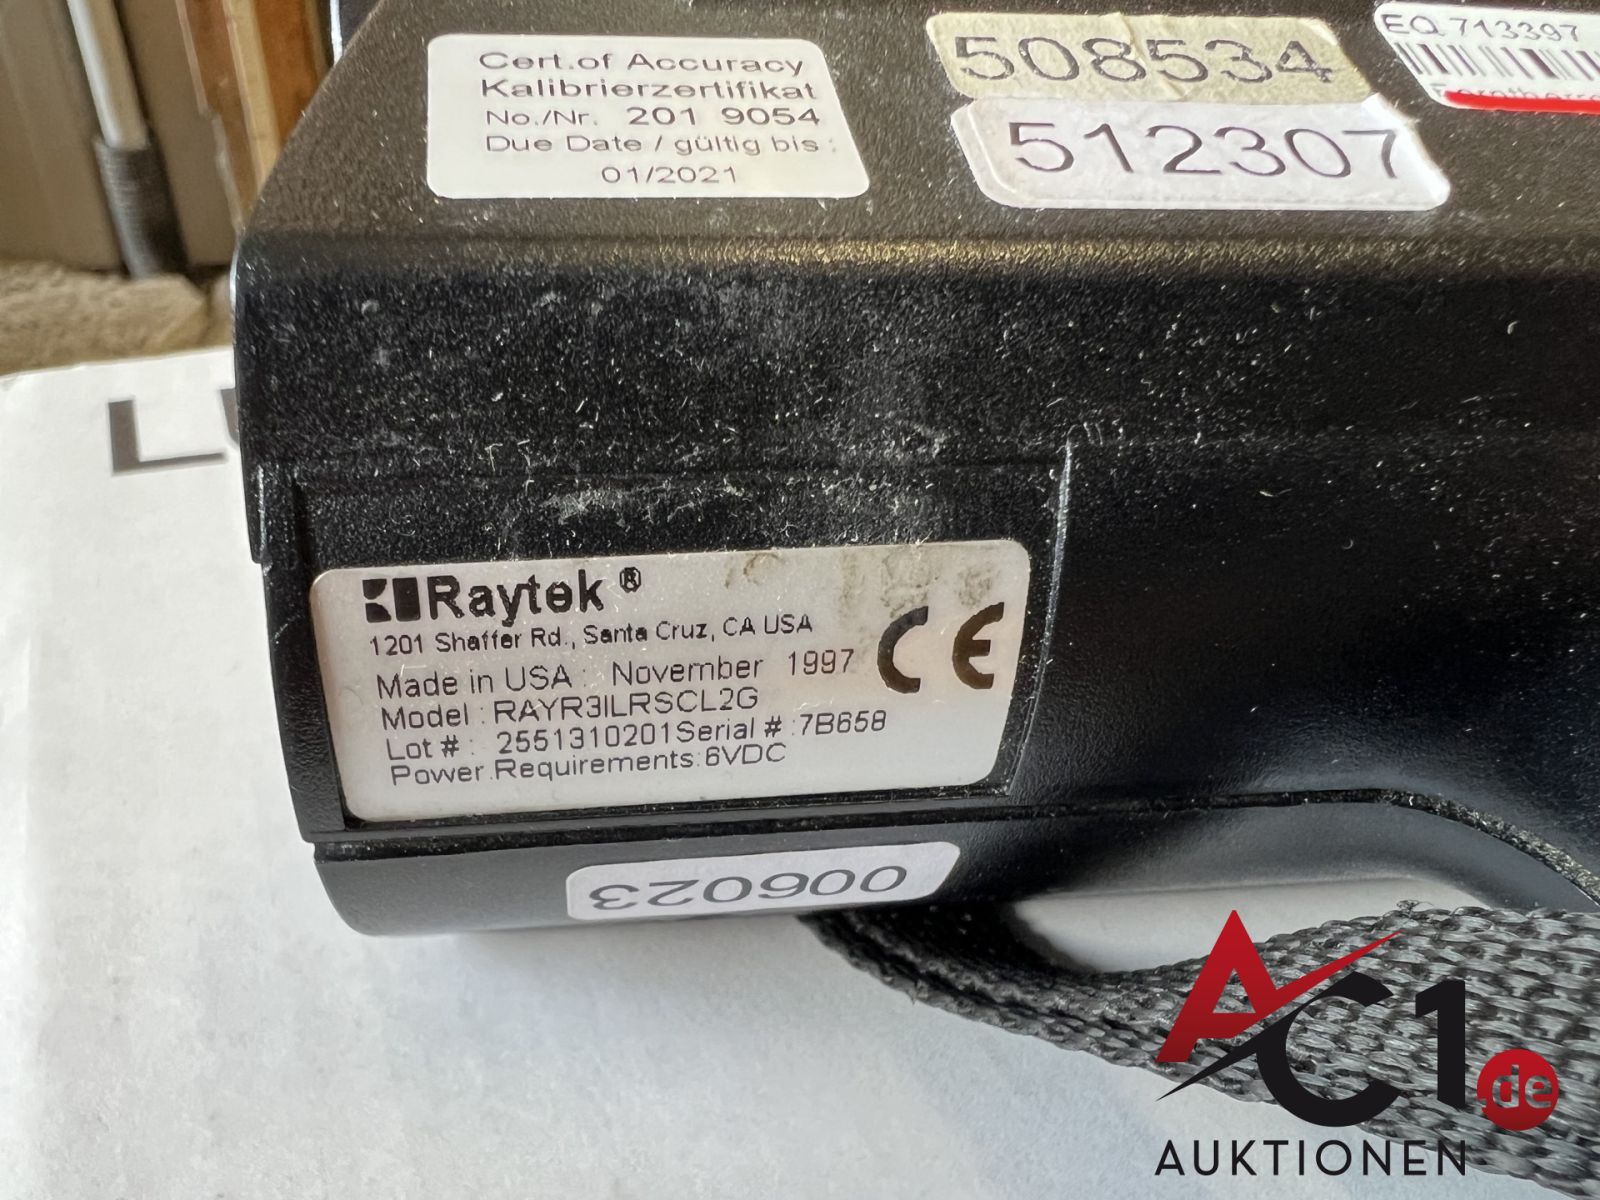 Cert.of Accuracy
Kalibrierzertifikat
No./Nr. 201 9054
Due Date / gültig bis :
01/2021
508534
512307
EQ.713397
Raytek®
1201 Shaffer Rd., Santa Cruz, CA USA
Made in USA : November 1997
CE
Model : RAYR3ILRSCL2G
Lot # : 2551310201 Serial # : 7B658
Power Requirements: 6VDC
006023
AC1.de
AUKTIONEN